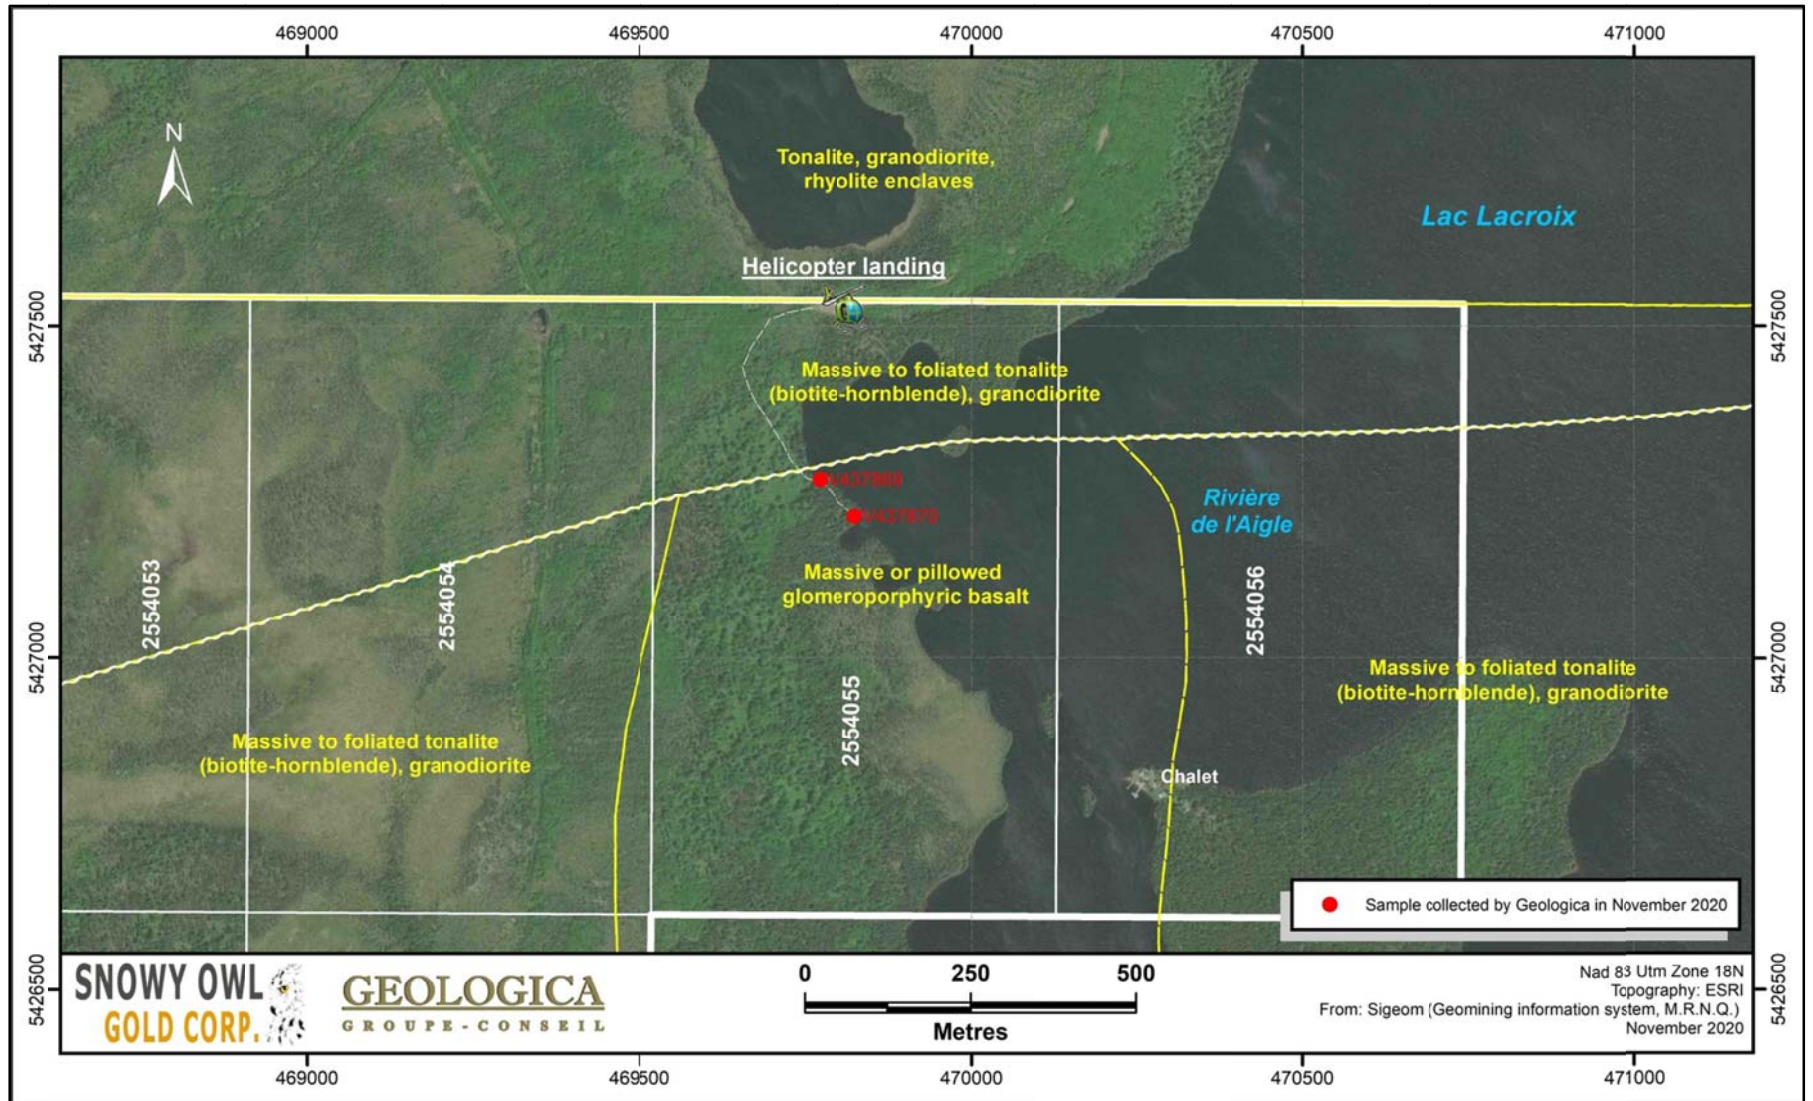 469000 469500 470000 470500 471000
N
Tonalite, granodiorite,
rhyolite enclaves
Lac Lacroix
Helicopter landing
5427500
5427500
Massive to foliated tonalite
(biotite-hornblende), granodiorite
V437869
Rivière
de l'Aigle
V437870
Massive or pillowed
glomeroporphyric basalt
2554053
2554054
2554055
2554056
5427000
5427000
Massive to foliated tonalite
(biotite-hornblende), granodiorite
Massive to foliated tonalite
(biotite-hornblende), granodiorite
Chalet
Sample collected by Geologica in November 2020
5426500
5426500
SNOWY OWL
GOLD CORP.
GEOLOGICA
GROUPE-CONSEIL
0 250 500
Metres
Nad 83 Utm Zone 18N
Topography: ESRI
From: Sigeom (Geomining information system, M.R.N.Q.)
November 2020
469000 469500 470000 470500 471000